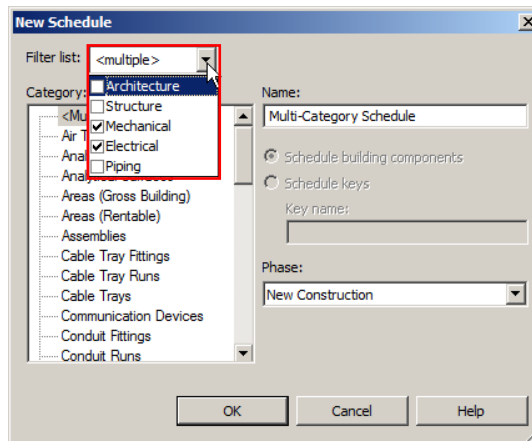 New Schedule
Filter list: <multiple>
Architecture
Structure
Mechanical
Electrical
Piping
Category:
<Mu
Air T
Anal
Areas (Gross Building)
Areas (Rentable)
Assemblies
Cable Tray Fittings
Cable Tray Runs
Cable Trays
Communication Devices
Conduit Fittings
Conduit Runs
Name:
Multi-Category Schedule
Schedule building components
Schedule keys
Key name:
Phase:
New Construction
OK
Cancel
Help